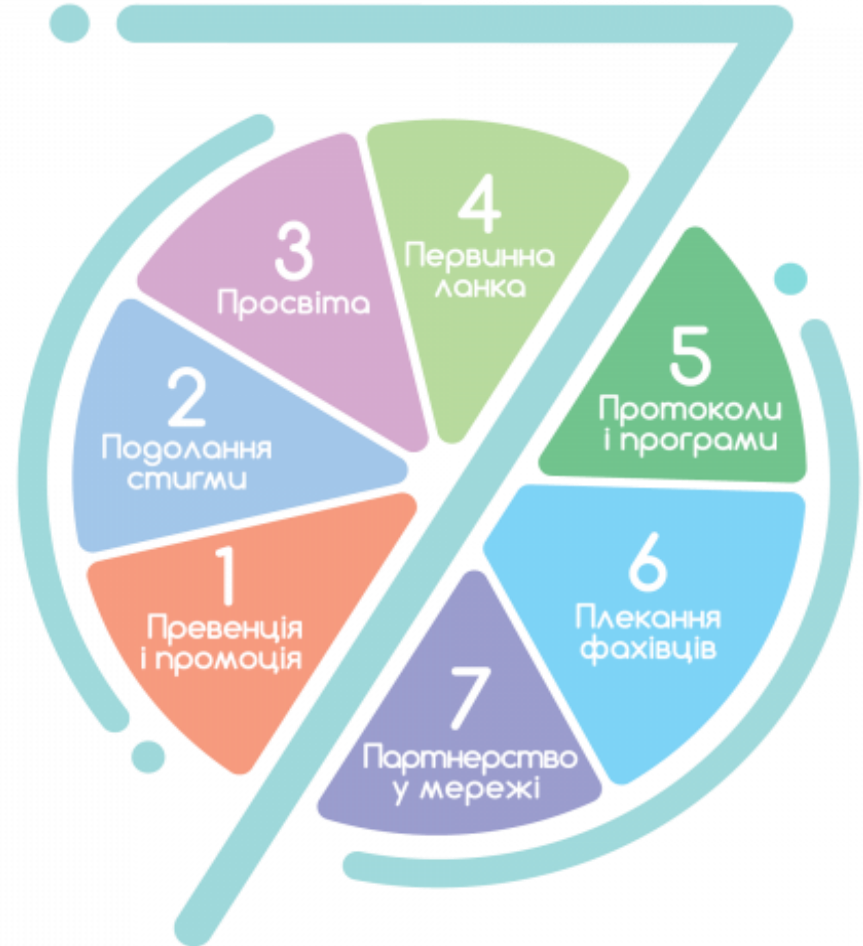 1
Превенція
і промоція
2
Подолання
стигми
3
Просвіта
4
Первинна
ланка
5
Протоколи
і програми
6
Плекання
фахівців
7
Партнерство
у мережі